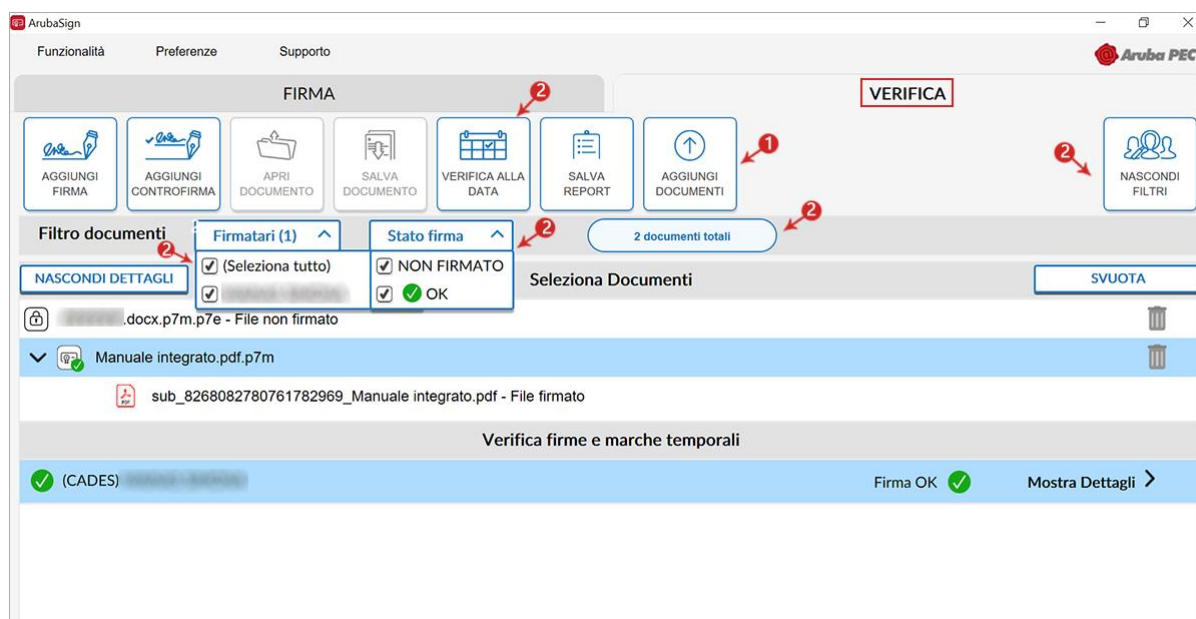 ArubaSign
Funzionalità Preferenze Supporto
Aruba PEC
FIRMA VERIFICA
2
AGGIUNGI FIRMA
AGGIUNGI CONTROFIRMA
APRI DOCUMENTO
SALVA DOCUMENTO
VERIFICA ALLA DATA
SALVA REPORT
AGGIUNGI DOCUMENTI
1
2
NASCONDI FILTRI
Filtro documenti
2
Firmatari (1)
Stato firma
2
2 documenti totali
2
(Seleziona tutto)
NON FIRMATO
OK
NASCONDI DETTAGLI
Seleziona Documenti
SVUOTA
.docx.p7m.p7e - File non firmato
Manuale integrato.pdf.p7m
PDF
sub_8268082780761782969_Manuale integrato.pdf - File firmato
Verifica firme e marche temporali
(CADES)
Firma OK
Mostra Dettagli